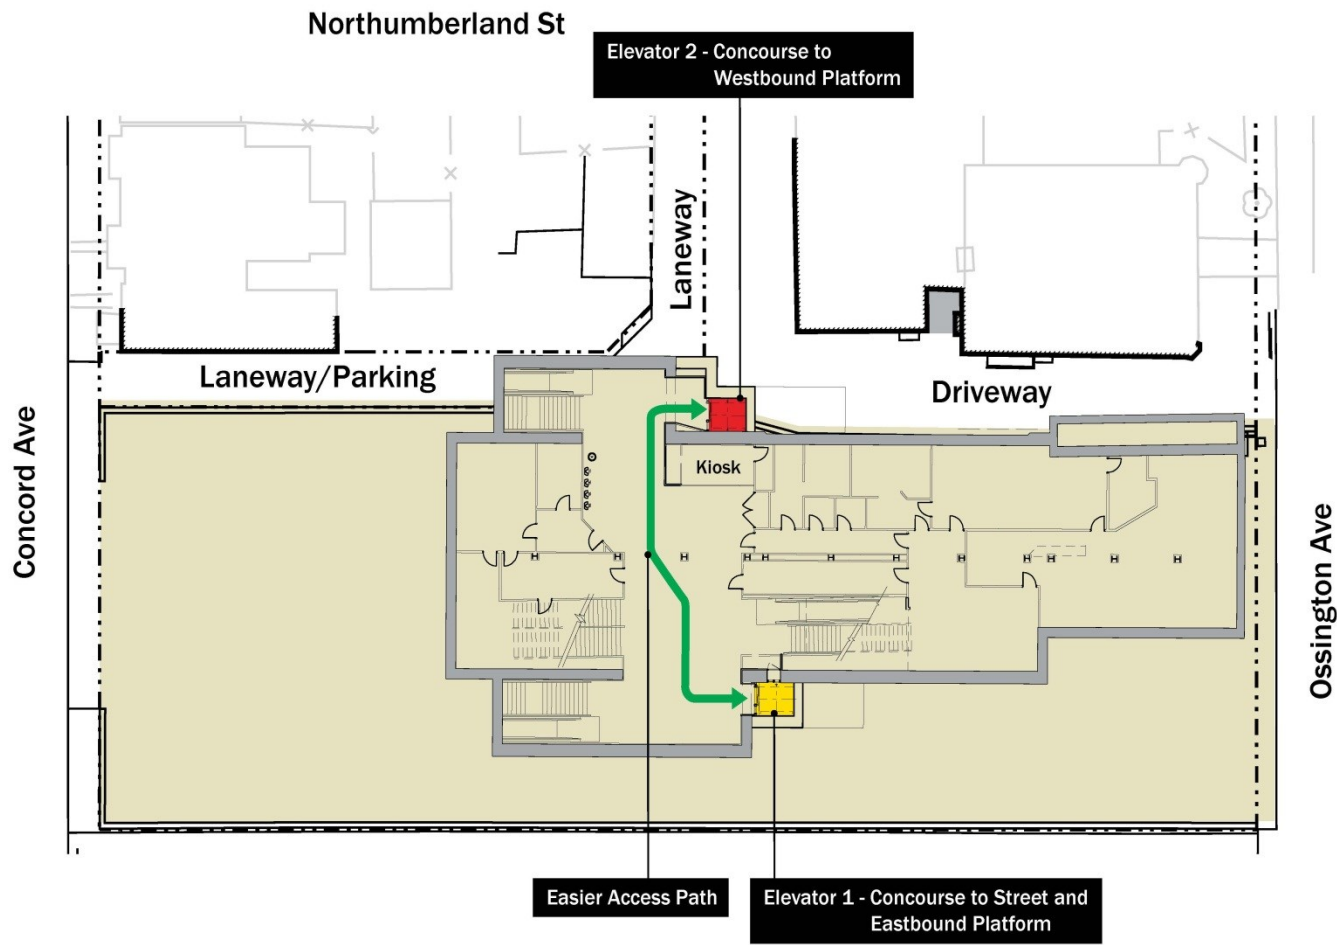 Northumberland St
Elevator 2 - Concourse to
Westbound Platform
Laneway
Laneway/Parking
Driveway
Concord Ave
Kiosk
Ossington Ave
Easier Access Path
Elevator 1 - Concourse to Street and
Eastbound Platform